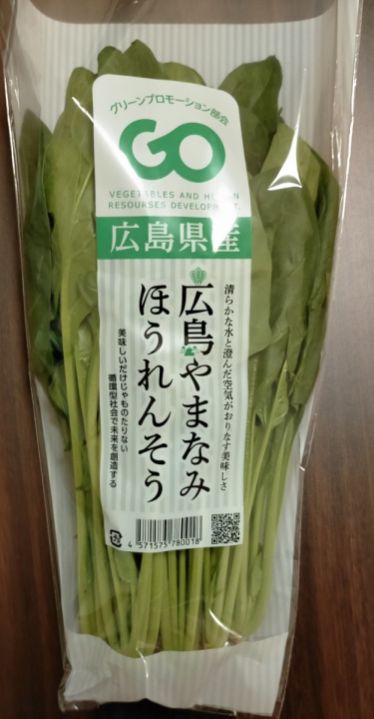 グリーンプロモーション部会
GO
VEGETABLES AND HUMAN
RESOURSES DEVELOPMENT.
広島県産
清らかな水と澄んだ空気がおりなす美味しさ
広島やまなみ
ほうれんそう
美味しいだけじゃものたりない
循環型社会で未来を創造する
4 571575 780018